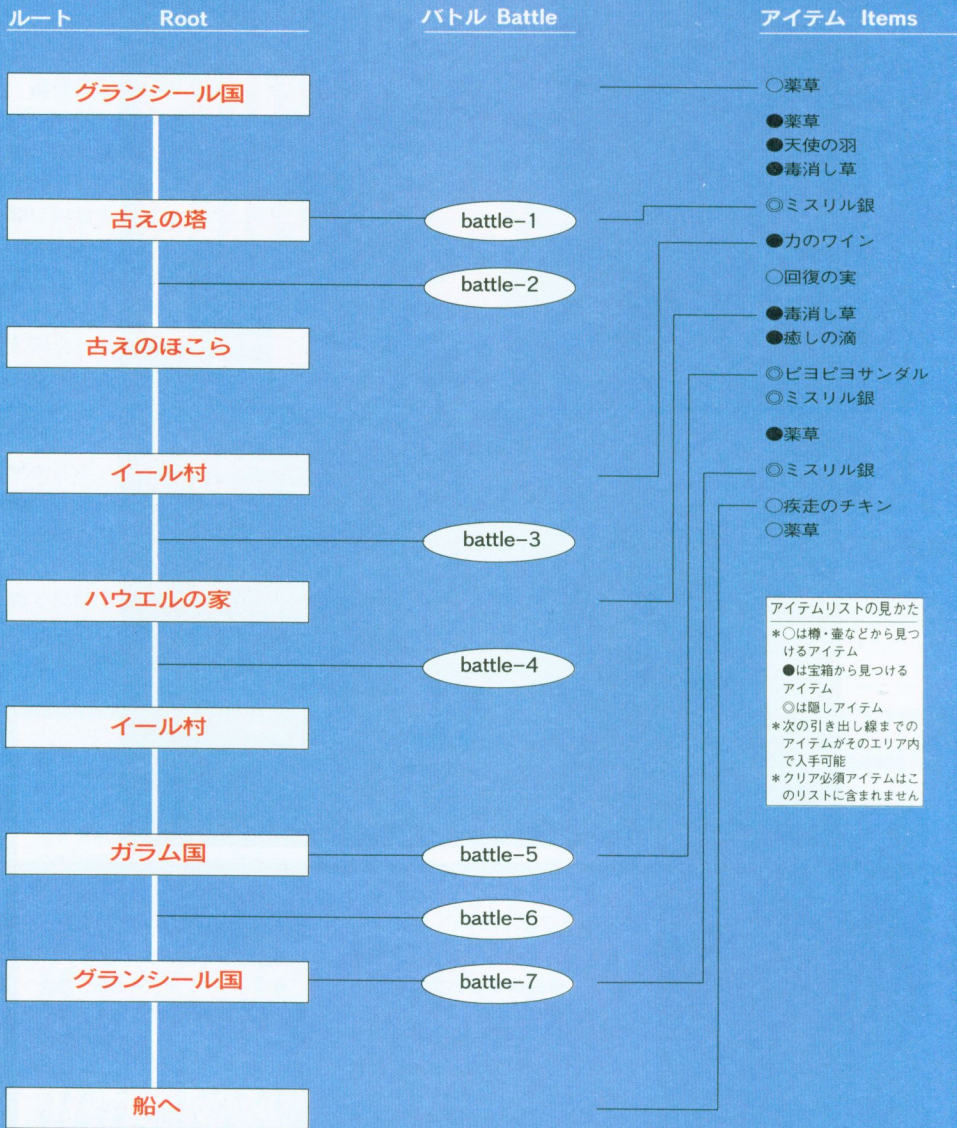 ルート Root
バトル Battle
アイテム Items
グランシール国
古えの塔
古えのほこら
イール村
ハウエルの家
イール村
ガラム国
グランシール国
船へ
battle-1
battle-2
battle-3
battle-4
battle-5
battle-6
battle-7
○薬草
●薬草
●天使の羽
●毒消し草
◎ミスリル銀
●力のワイン
○回復の実
●毒消し草
●癒しの滴
◎ピヨピヨサンダル
◎ミスリル銀
●薬草
◎ミスリル銀
○疾走のチキン
○薬草
アイテムリストの見かた
*○は樽・壷などから見つ
けるアイテム
●は宝箱から見つける
アイテム
◎は隠しアイテム
*次の引き出し線までの
アイテムがそのエリア内
で入手可能
*クリア必須アイテムはこ
のリストに含まれません